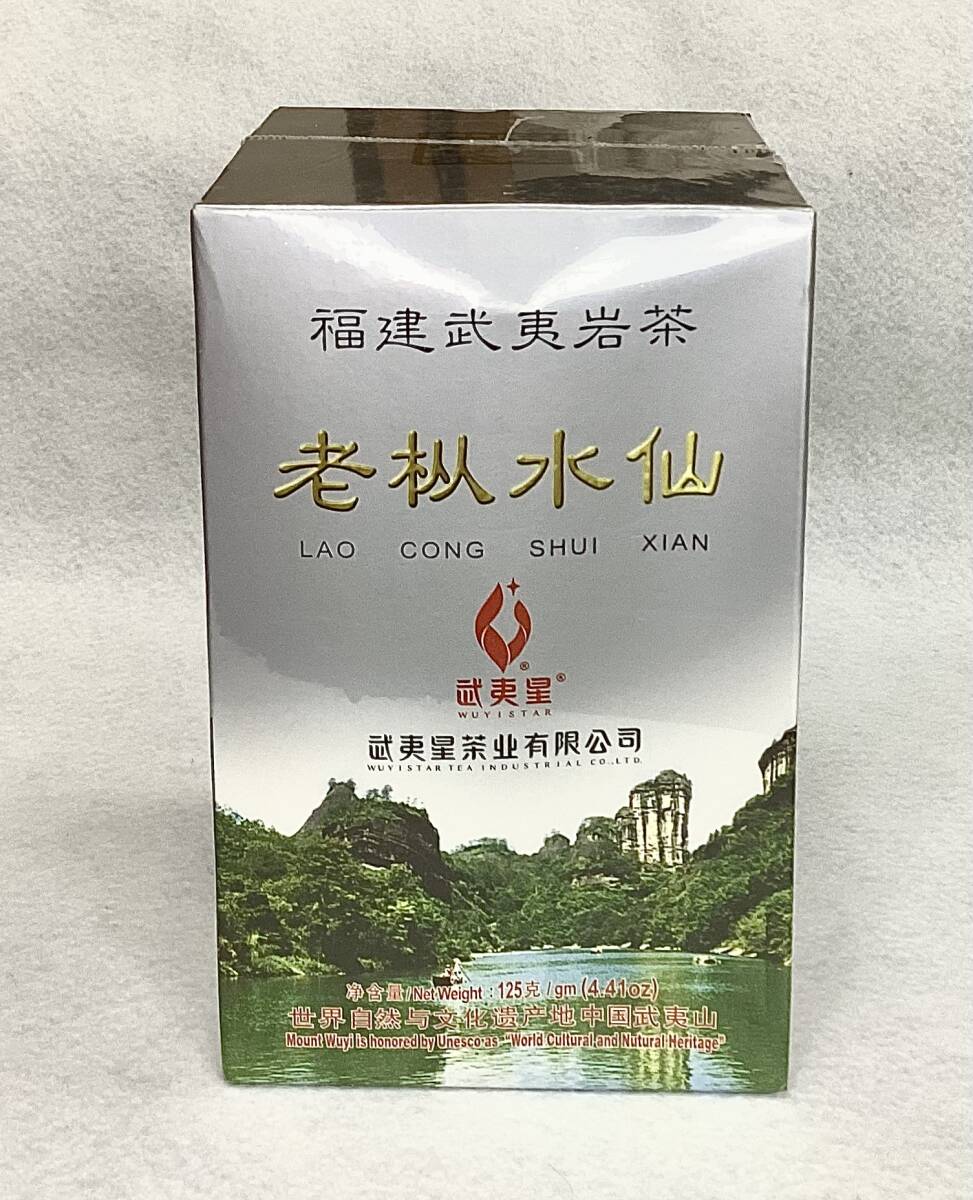 福建武夷岩茶
老枞水仙
LAO CONG SHUI XIAN
®
武夷星®
WUYISTAR
武夷星茶业有限公司
WUYISTAR TEA INDUSTRIAL CO.,LTD.
净含量/Net Weight : 125克/gm (4.41oz)
世界自然与文化遗产地中国武夷山
Mount Wuyi is honored by Unesco as "World Cultural and Nutural Heritage"